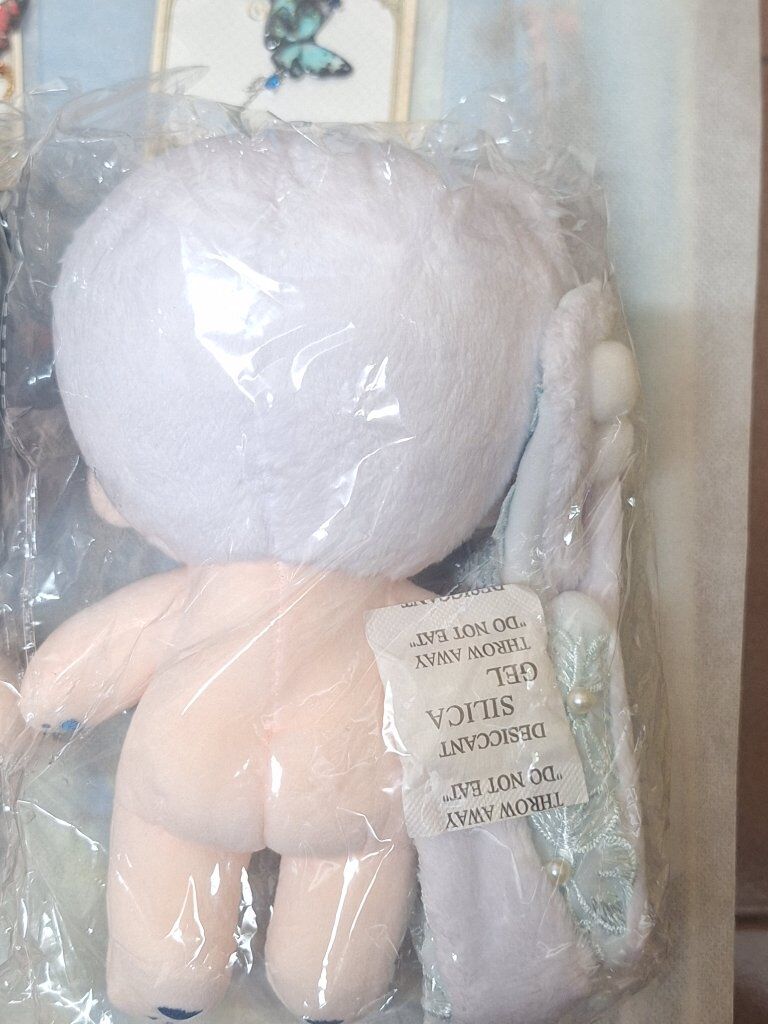 THROW AWAY
"DO NOT EAT"
DESICCANT
SILICA
GEL
THROW AWAY
"DO NOT EAT"
DESICCANT